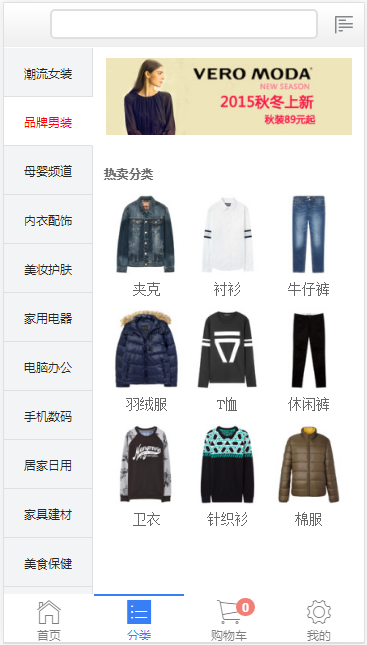 潮流女装
品牌男装
母婴频道
内衣配饰
美妆护肤
家用电器
电脑办公
手机数码
居家日用
家具建材
美食保健
VERO MODA®
NEW SEASON
2015秋冬上新
秋装89元起
热卖分类
夹克 衬衫 牛仔裤
羽绒服 T恤 休闲裤
卫衣 针织衫 棉服
首页 分类 购物车 0 我的